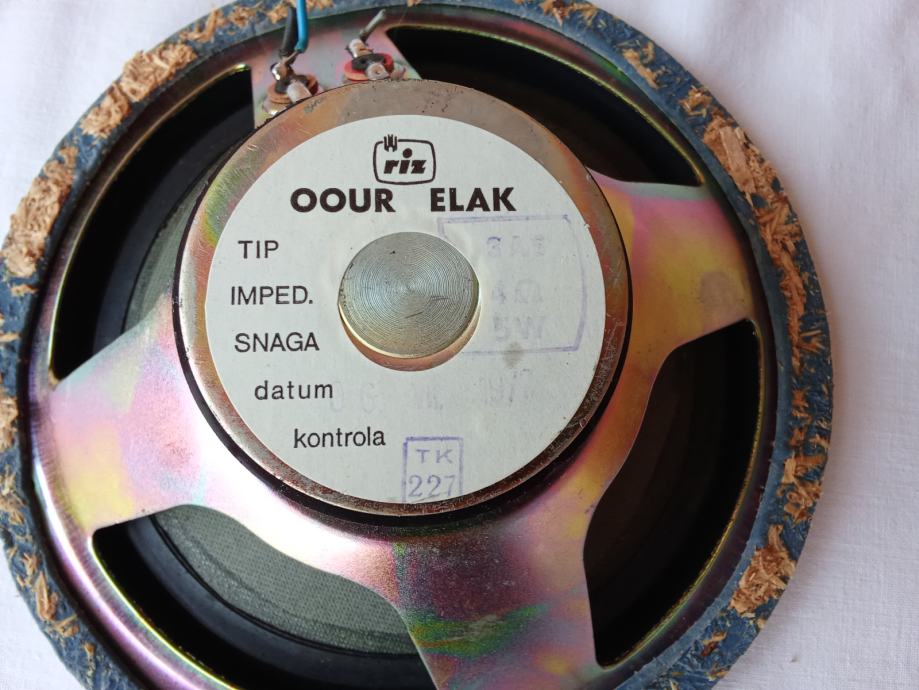 riz
OOUR ELAK
TIP
IMPED. 4Ω
SNAGA 5W
datum
kontrola TK
227